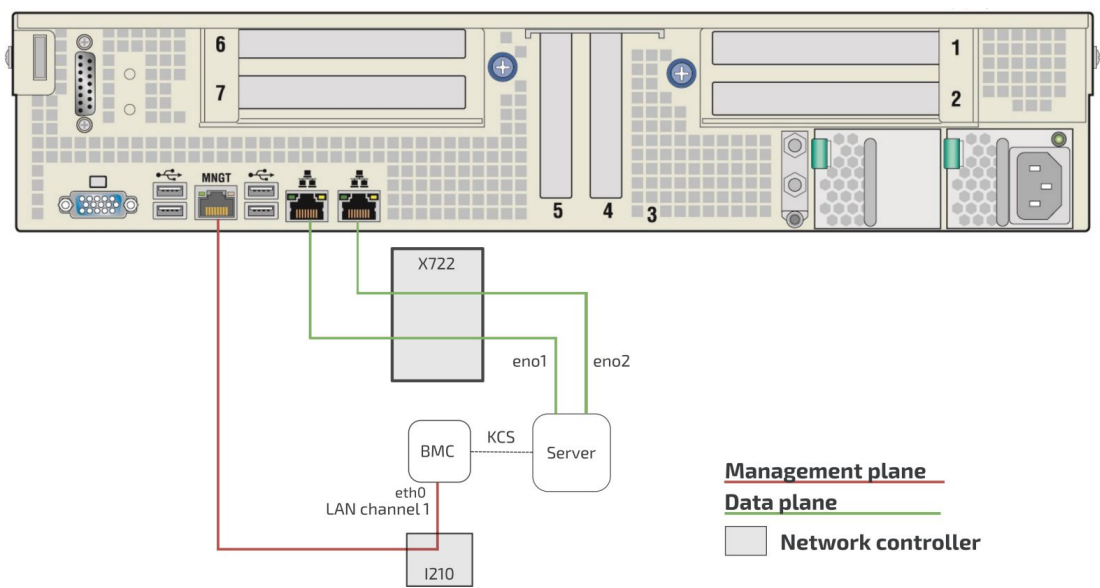 6
7
1
2
MNGT
5
4
3
X722
eno1
eno2
BMC
KCS
Server
eth0
LAN channel 1
I210
Management plane
Data plane
Network controller